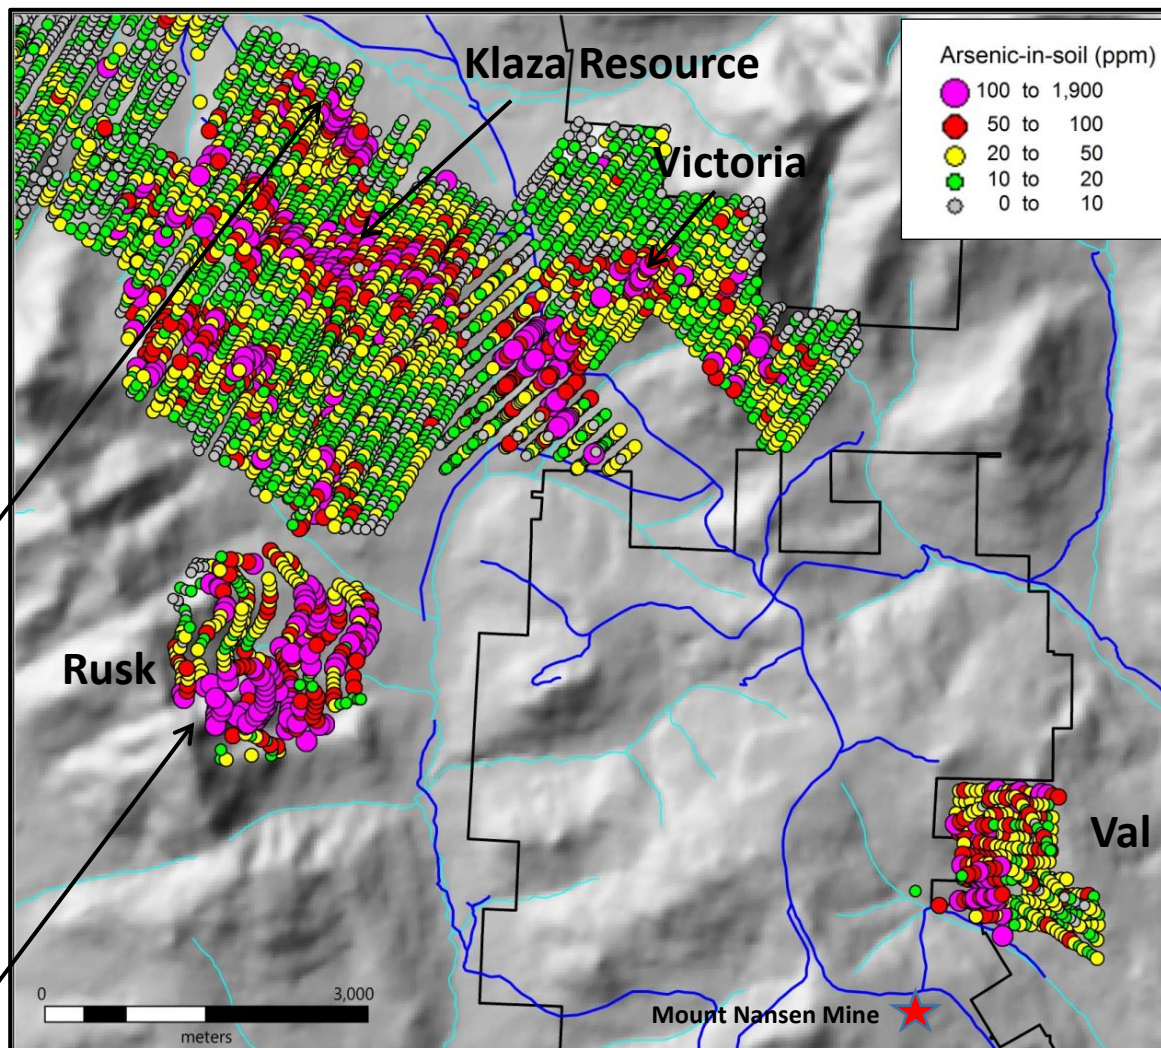 Klaza Resource
Victoria
Arsenic-in-soil (ppm)
100 to 1,900
50 to 100
20 to 50
10 to 20
0 to 10
Rusk
Val
Mount Nansen Mine
0 3,000
meters